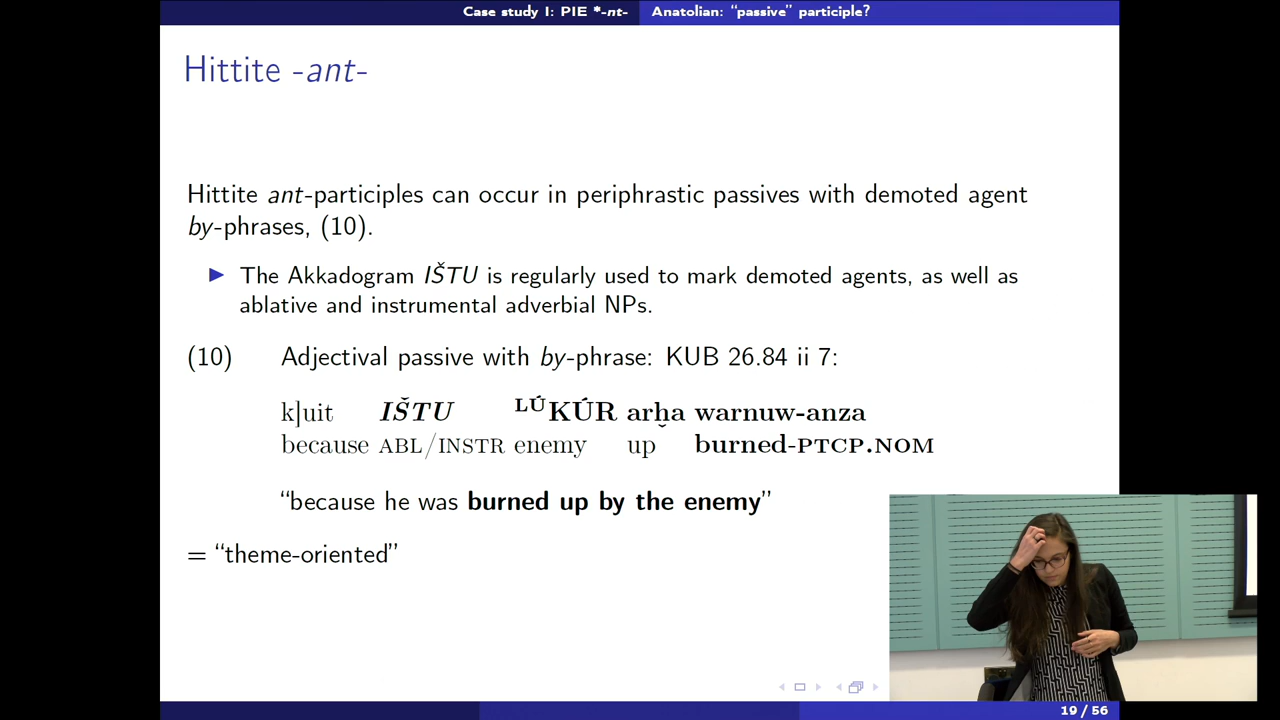 Case study I: PIE *-nt- Anatolian: “passive” participle?
Hittite -ant-
Hittite ant-participles can occur in periphrastic passives with demoted agent
by-phrases, (10).
The Akkadogram IŠTU is regularly used to mark demoted agents, as well as
ablative and instrumental adverbial NPs.
(10) Adjectival passive with by-phrase: KUB 26.84 ii 7:
k]uit IŠTU LÚKÚR arḫa warnuw-anza
because ABL/INSTR enemy up burned-PTCP.NOM
“because he was burned up by the enemy”
= “theme-oriented”
19 / 56